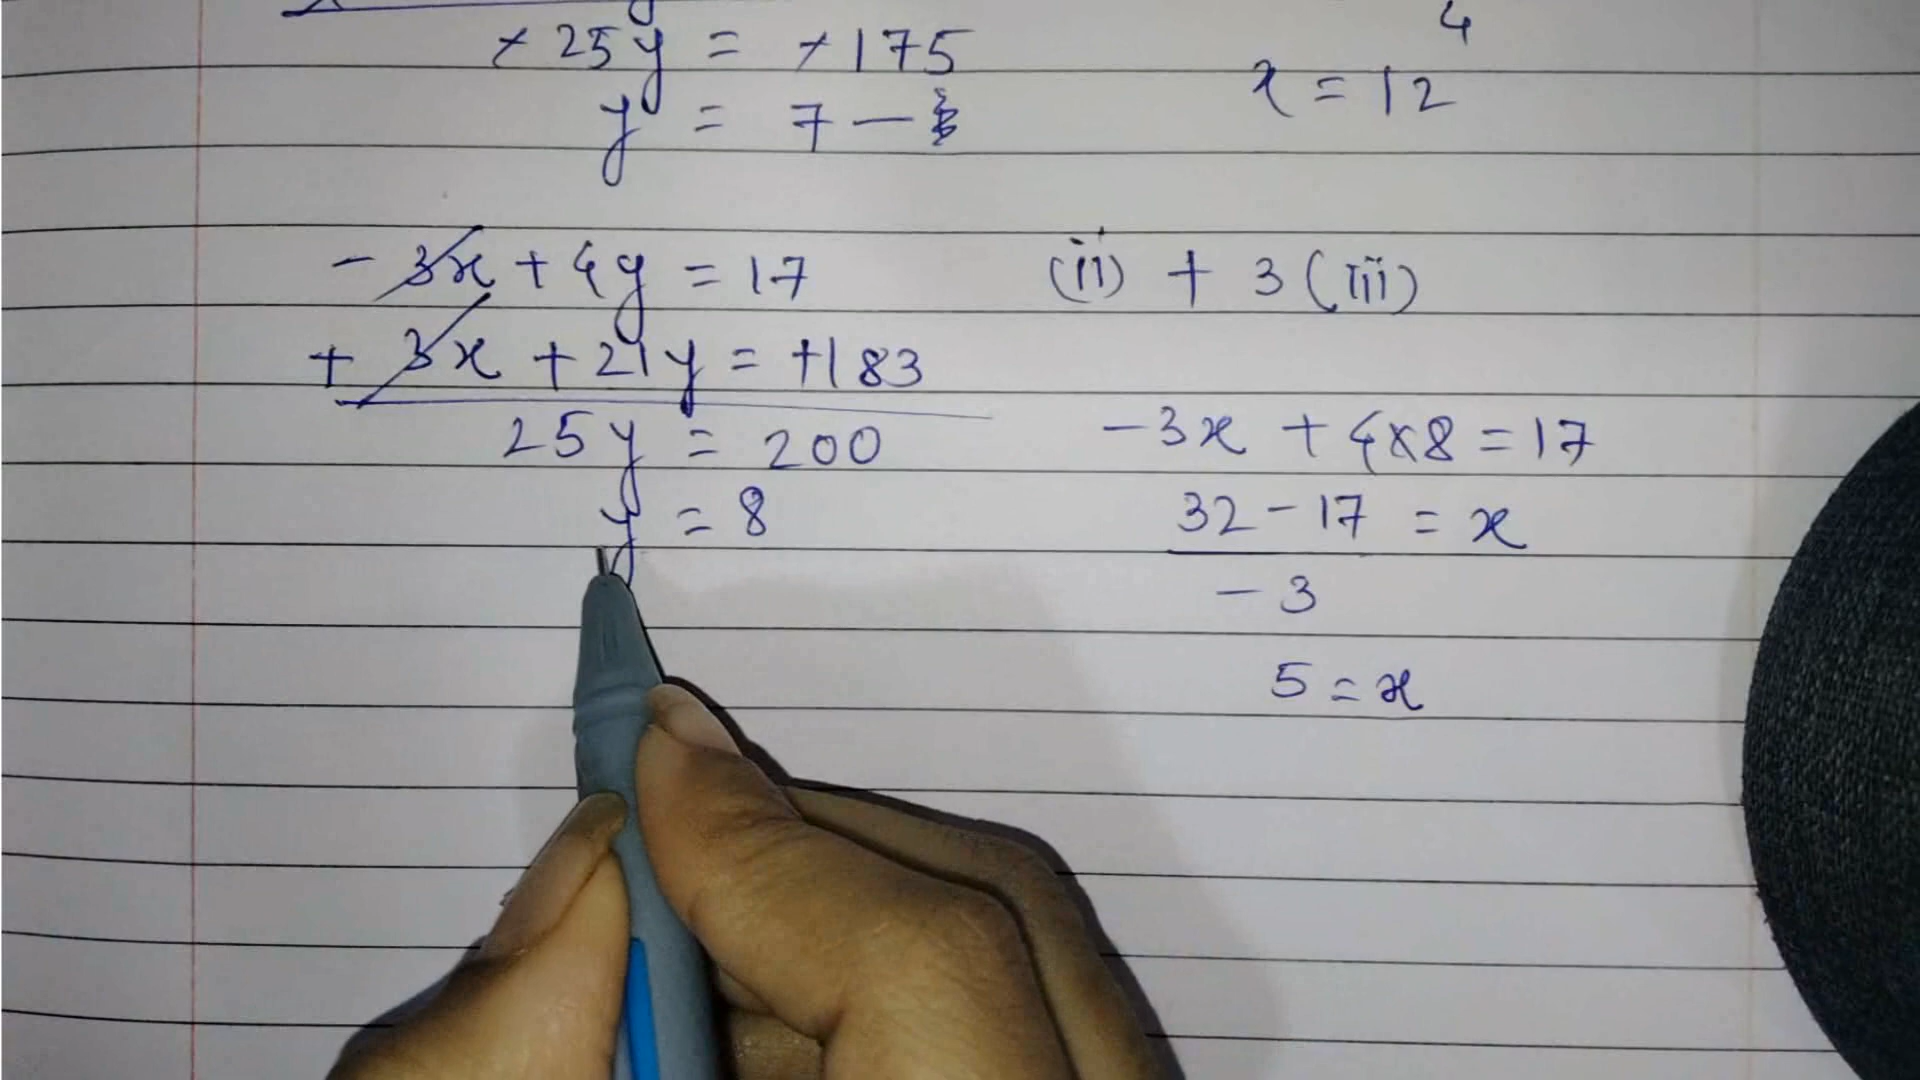 + 25y = + 175
y = 7 -
4
x = 12
- 3x + 4y = 17
+ 3x + 21y = +183
25y = 200
y = 8
(ii) + 3 (iii)
-3x + 4x8 = 17
32 - 17 = x
- 3
5 = x